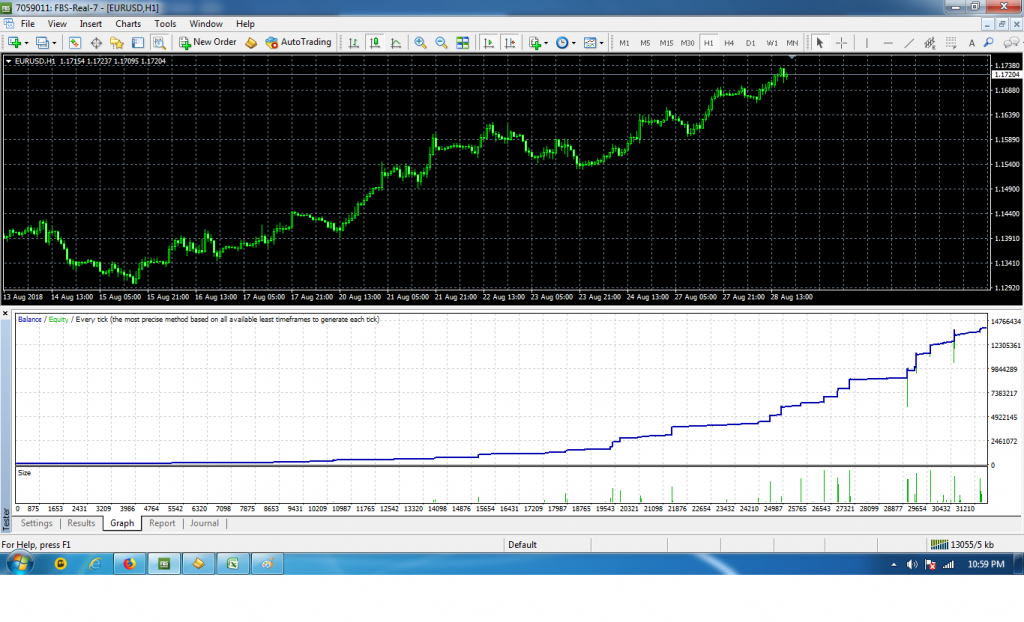 7059011: FBS-Real-7 - [EURUSD,H1]
File View Insert Charts Tools Window Help
New Order AutoTrading M1 M5 M15 M30 H1 H4 D1 W1 MN A
EURUSD,H1 1.17154 1.17237 1.17095 1.17204
1.17380
1.17204
1.16880
1.16390
1.15890
1.15400
1.14900
1.14400
1.13910
1.13410
1.12920
13 Aug 2018 14 Aug 13:00 15 Aug 05:00 15 Aug 21:00 16 Aug 13:00 17 Aug 05:00 17 Aug 21:00 20 Aug 13:00 21 Aug 05:00 21 Aug 21:00 22 Aug 13:00 23 Aug 05:00 23 Aug 21:00 24 Aug 13:00 27 Aug 05:00 27 Aug 21:00 28 Aug 13:00
Balance / Equity / Every tick (the most precise method based on all available least timeframes to generate each tick)
14766434
12305361
9844289
7383217
4922145
2461072
0
Size
0 875 1653 2431 3209 3986 4764 5542 6320 7098 7875 8653 9431 10209 10987 11765 12542 13320 14098 14876 15654 16431 17209 17987 18765 19543 20321 21098 21876 22654 23432 24210 24987 25765 26543 27321 28099 28877 29654 30432 31210
Tester
Settings Results Graph Report Journal
For Help, press F1 Default 13055/5 kb
FBS
10:59 PM